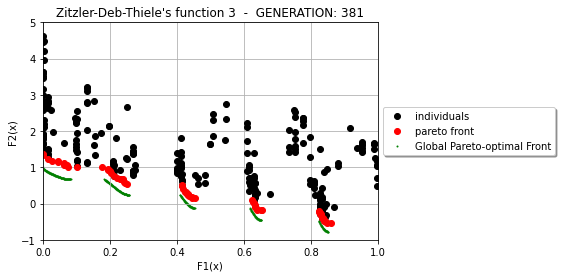 Zitzler-Deb-Thiele's function 3 - GENERATION: 381
5
4
3
2
1
0
−1
F2(x)
0.0 0.2 0.4 0.6 0.8 1.0
F1(x)
individuals
pareto front
Global Pareto-optimal Front